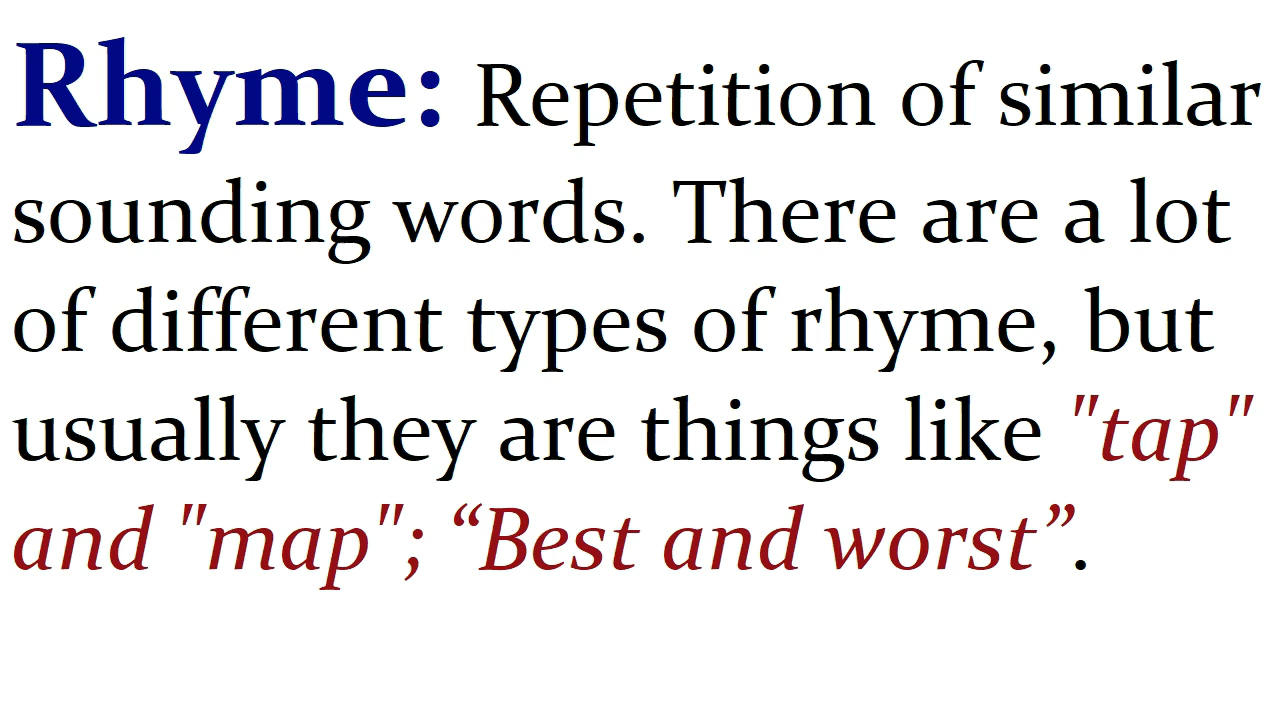 Rhyme: Repetition of similar
sounding words. There are a lot
of different types of rhyme, but
usually they are things like "tap"
and "map"; “Best and worst”.